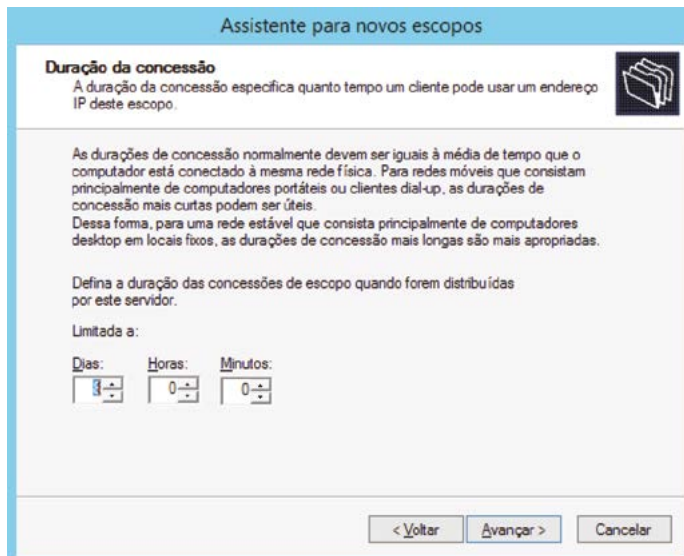 Assistente para novos escopos
Duração da concessão
A duração da concessão especifica quanto tempo um cliente pode usar um endereço
IP deste escopo.
As durações de concessão normalmente devem ser iguais à média de tempo que o
computador está conectado à mesma rede física. Para redes móveis que consistam
principalmente de computadores portáteis ou clientes dial-up, as durações de
concessão mais curtas podem ser úteis.
Dessa forma, para uma rede estável que consista principalmente de computadores
desktop em locais fixos, as durações de concessão mais longas são mais apropriadas.
Defina a duração das concessões de escopo quando forem distribuídas
por este servidor.
Limitada a:
Dias: Horas: Minutos:
0 0
< Voltar Avançar > Cancelar